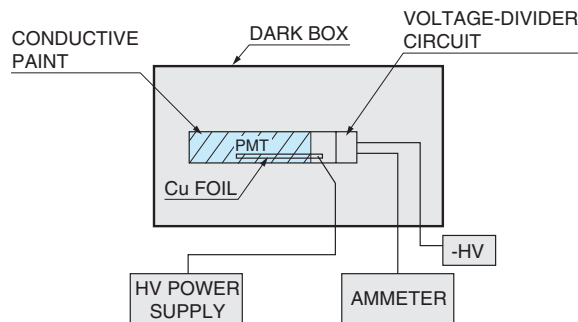 CONDUCTIVE
PAINT
DARK BOX
VOLTAGE-DIVIDER
CIRCUIT
PMT
Cu FOIL
-HV
HV POWER
SUPPLY
AMMETER